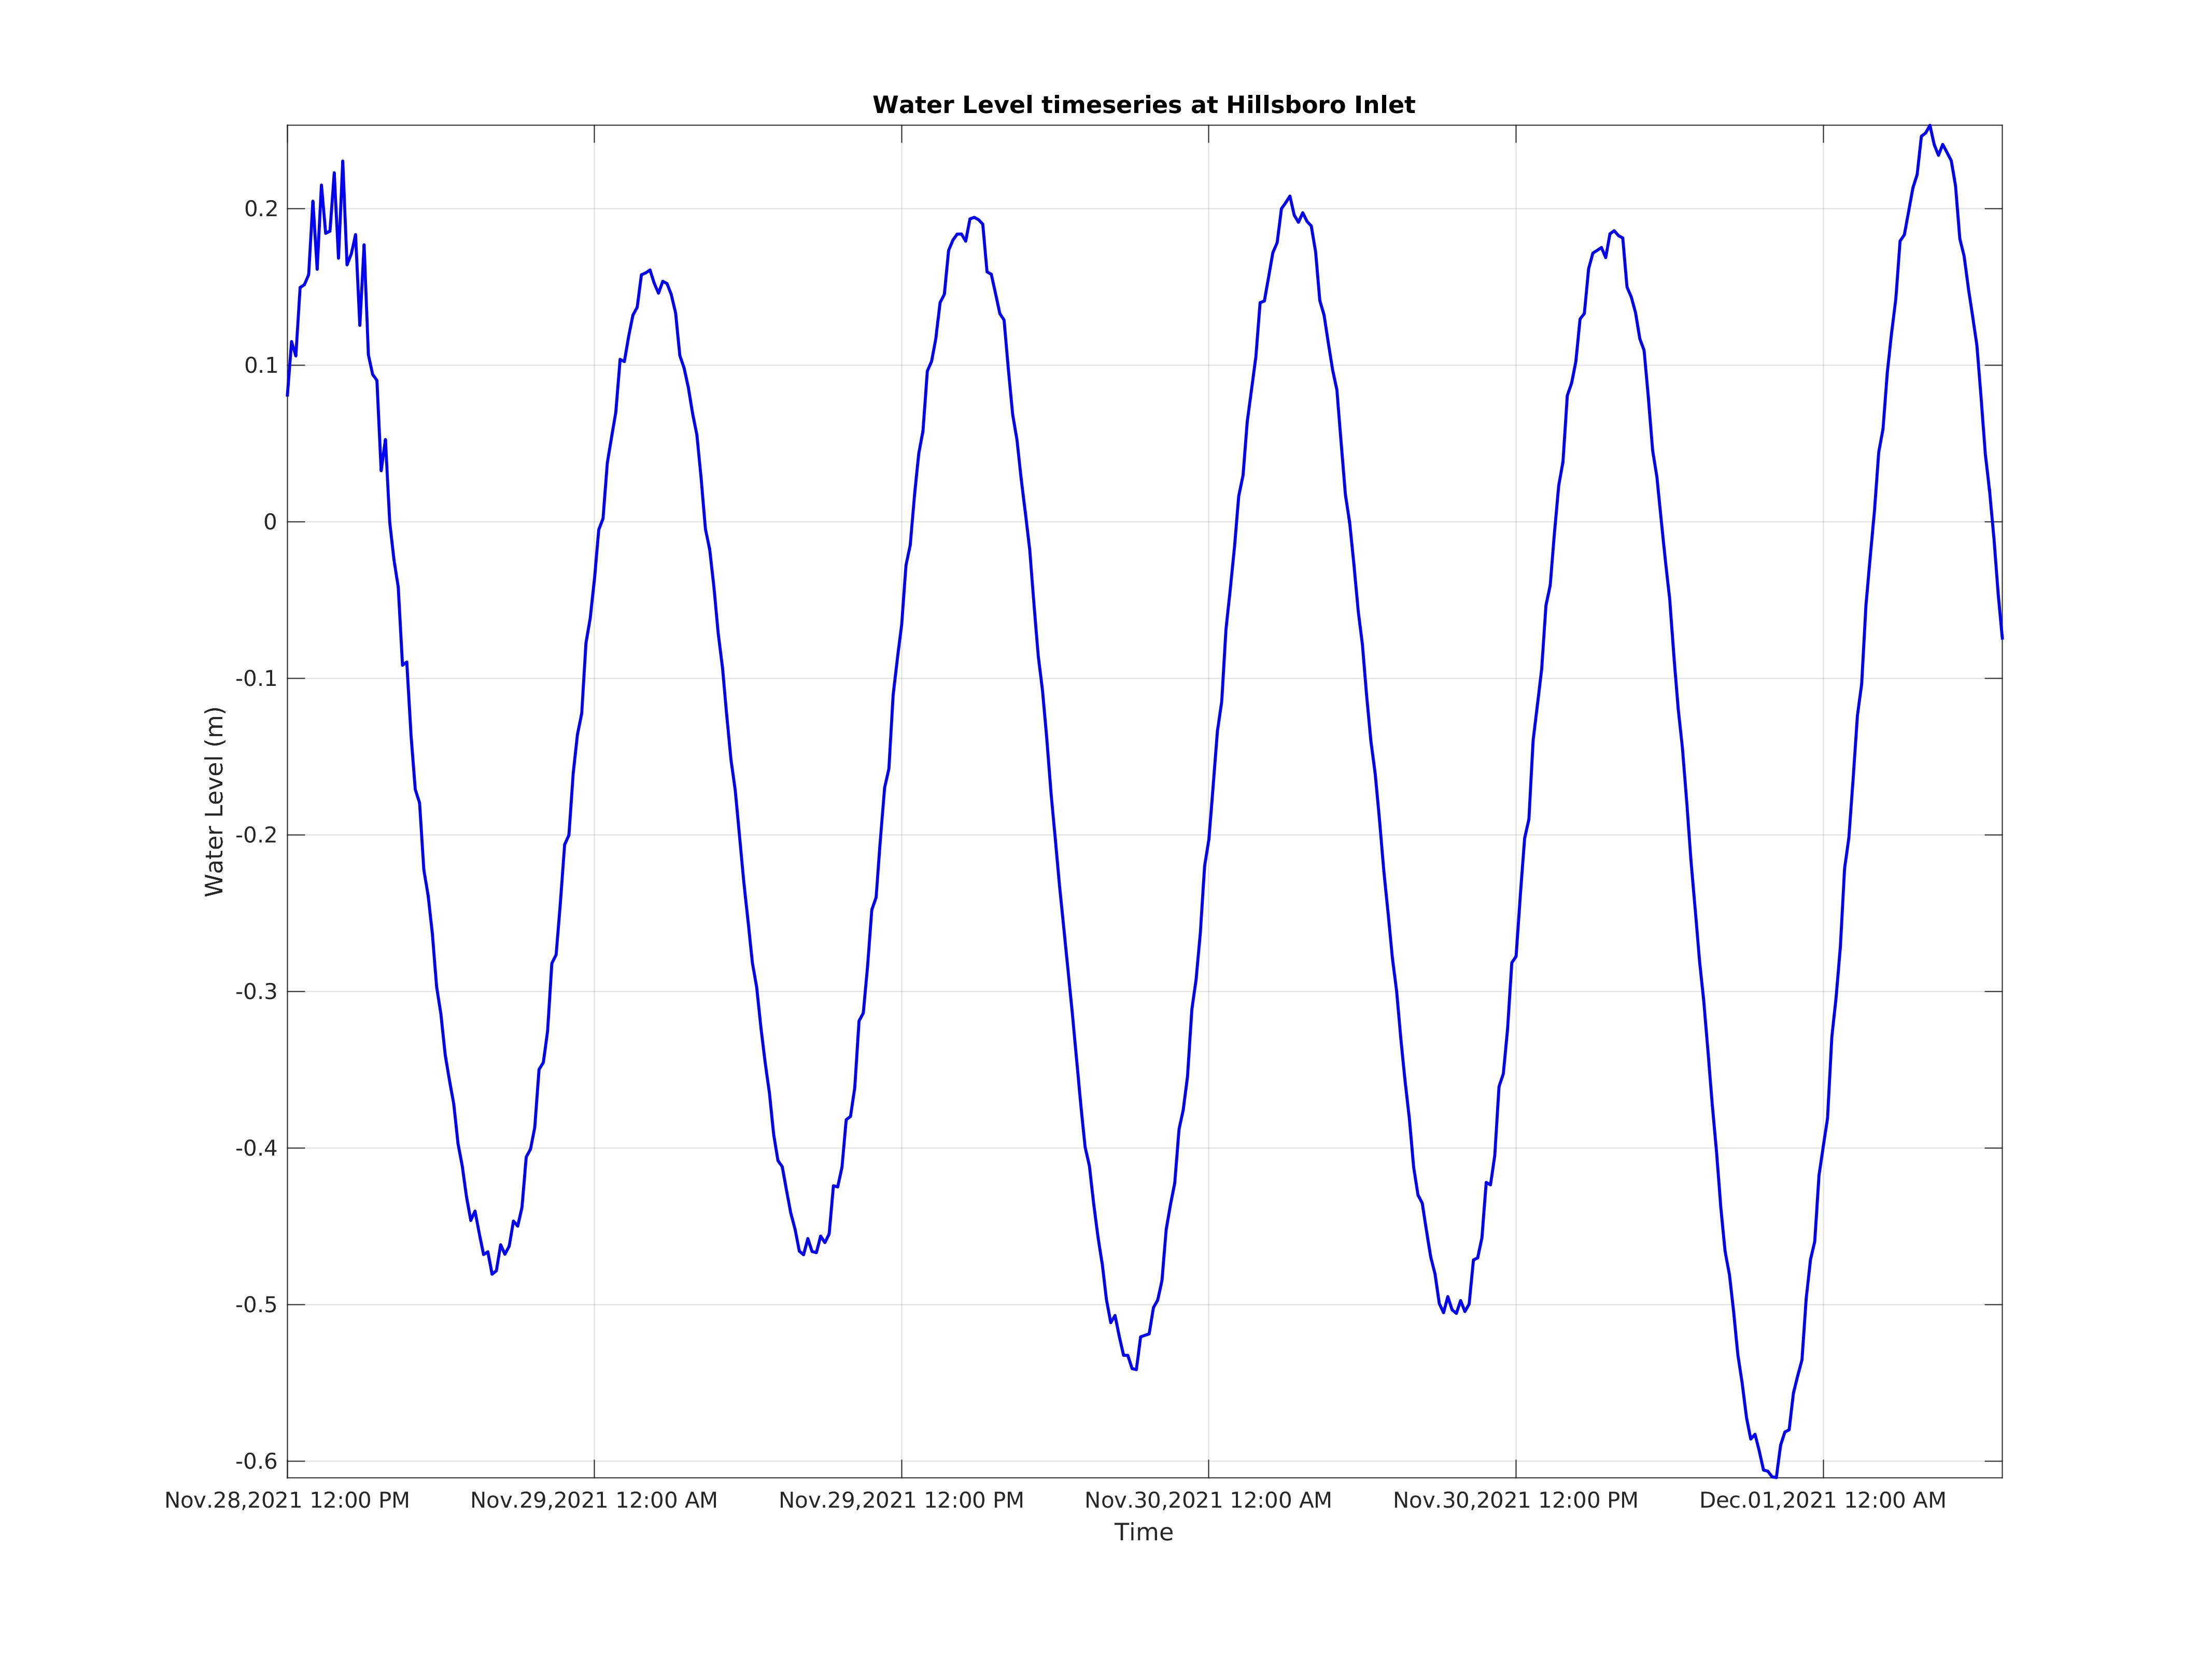 Water Level timeseries at Hillsboro Inlet
0.2
0.1
0
-0.1
-0.2
-0.3
-0.4
-0.5
-0.6
Water Level (m)
Nov.28,2021 12:00 PM
Nov.29,2021 12:00 AM
Nov.29,2021 12:00 PM
Nov.30,2021 12:00 AM
Nov.30,2021 12:00 PM
Dec.01,2021 12:00 AM
Time